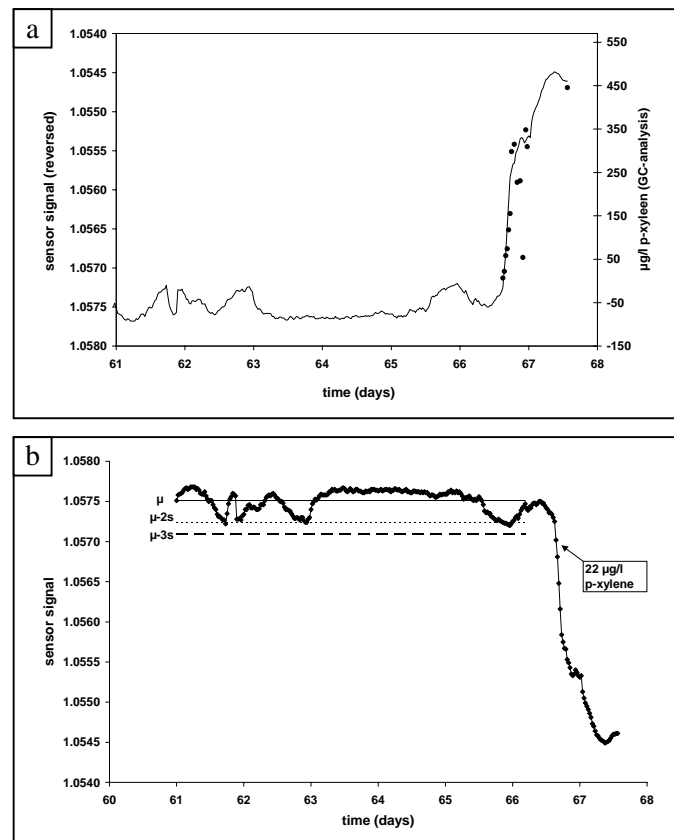 a
1.0540
1.0545
1.0550
1.0555
1.0560
1.0565
1.0570
1.0575
1.0580
sensor signal (reversed)
550
450
350
250
150
50
-50
-150
µg/l p-xyleen (GC-analysis)
61 62 63 64 65 66 67 68
time (days)
b
1.0580
1.0575
1.0570
1.0565
1.0560
1.0555
1.0550
1.0545
1.0540
sensor signal
µ
µ-2s
µ-3s
22 µg/l
p-xylene
60 61 62 63 64 65 66 67 68
time (days)